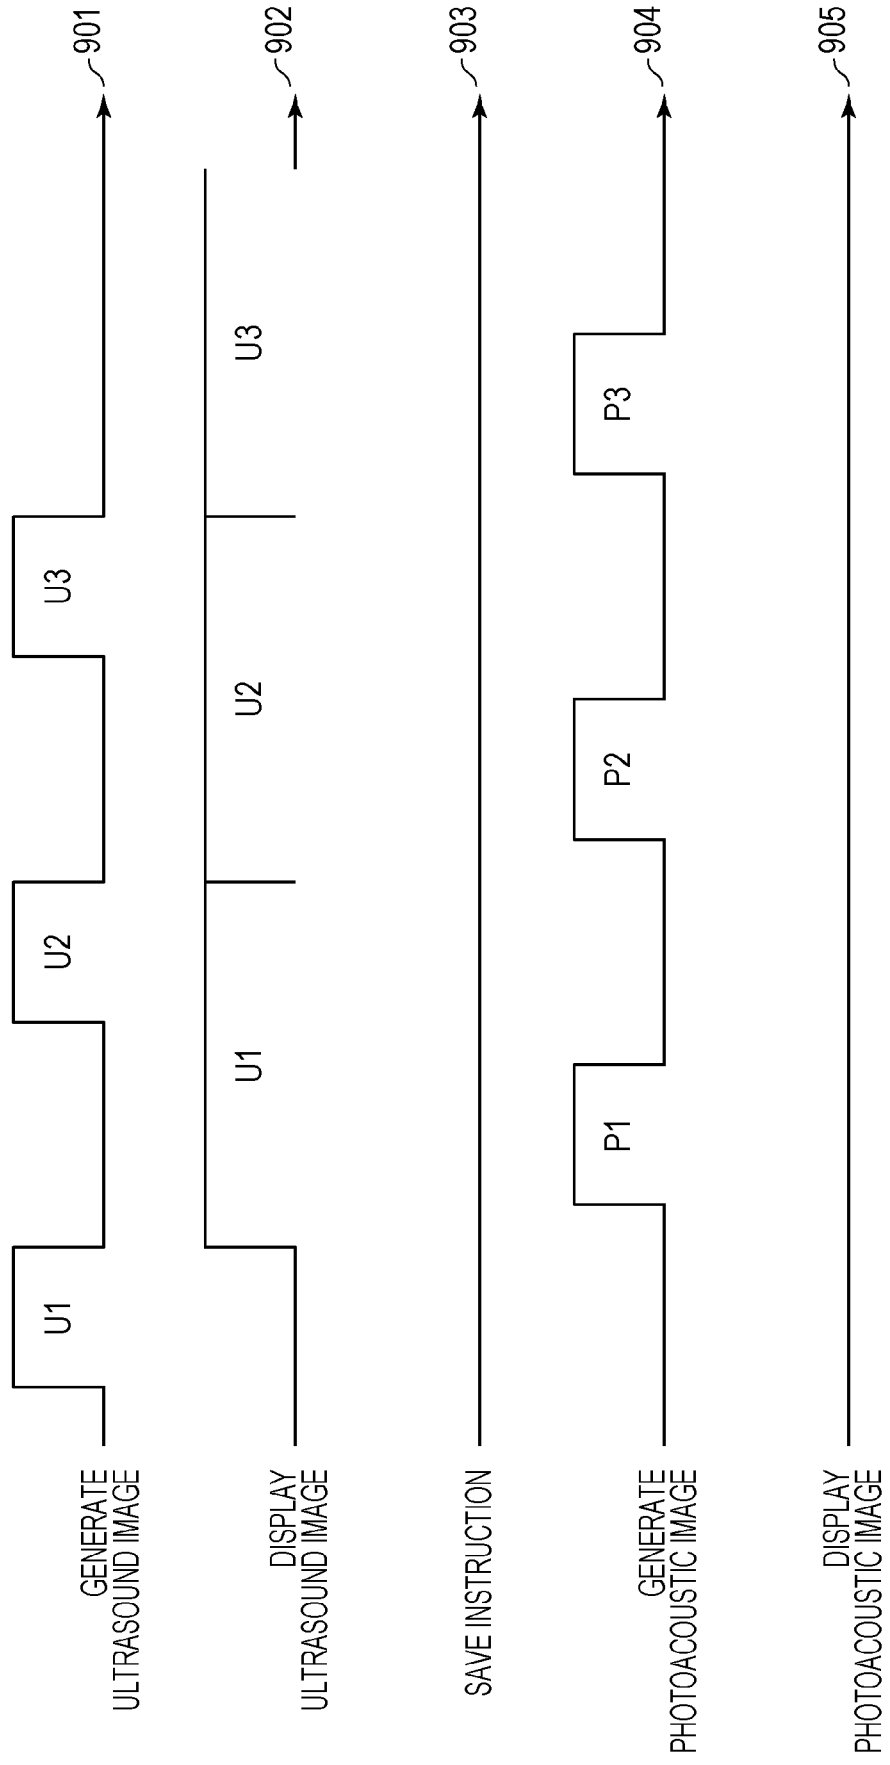 GENERATE
ULTRASOUND IMAGE
U1
U2
U3
901
DISPLAY
ULTRASOUND IMAGE
U1
U2
U3
902
SAVE INSTRUCTION
903
GENERATE
PHOTOACOUSTIC IMAGE
P1
P2
P3
904
DISPLAY
PHOTOACOUSTIC IMAGE
905